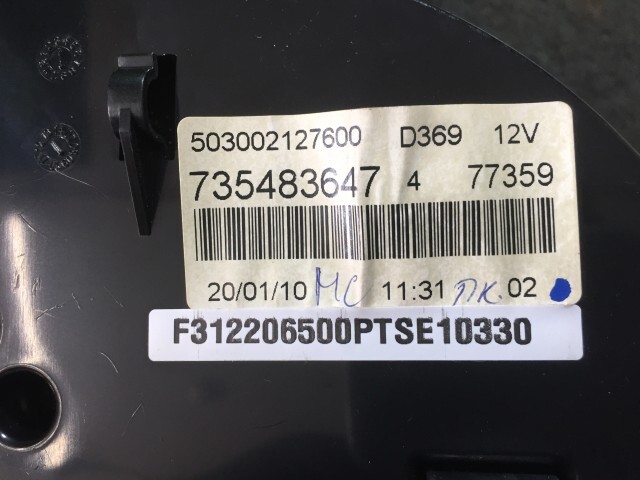 503002127600 D369 12V
735483647 4 77359
20/01/10 MC 11:31 ПК. 02
F312206500PTSE10330